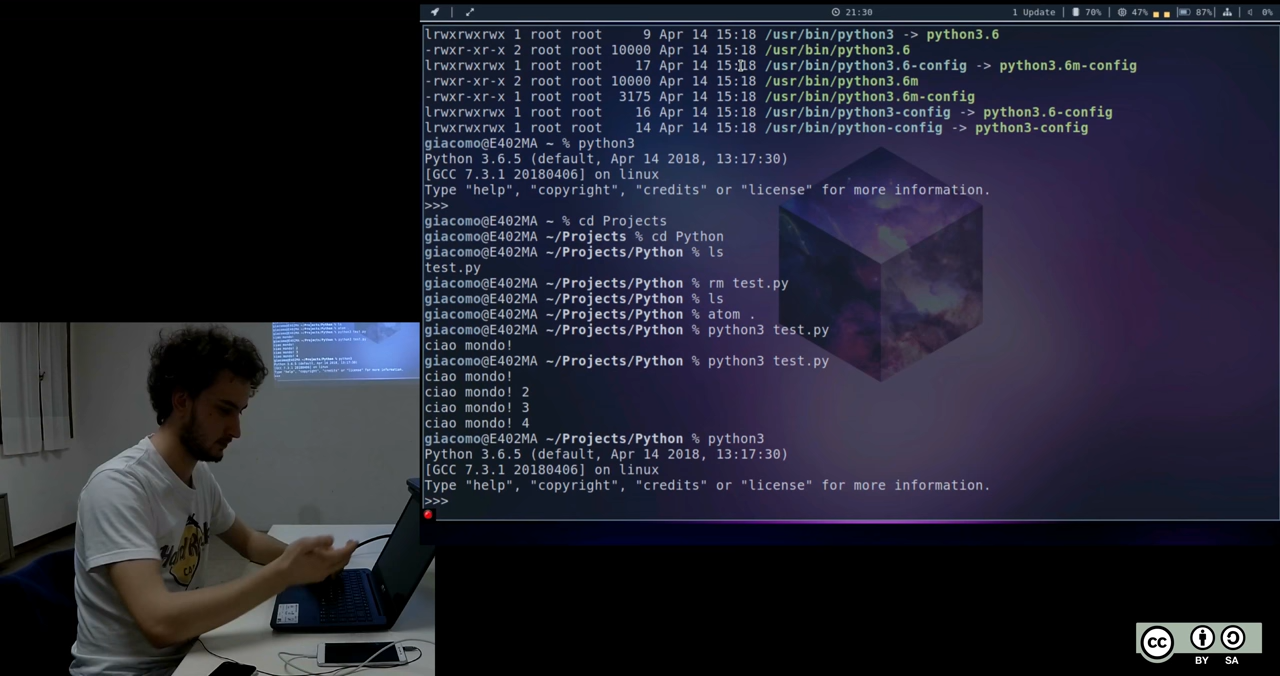 21:30 1 Update 70% 47% 87% 0%
lrwxrwxrwx 1 root root 9 Apr 14 15:18 /usr/bin/python3 -> python3.6
-rwxr-xr-x 2 root root 10000 Apr 14 15:18 /usr/bin/python3.6
lrwxrwxrwx 1 root root 17 Apr 14 15:18 /usr/bin/python3.6-config -> python3.6m-config
-rwxr-xr-x 2 root root 10000 Apr 14 15:18 /usr/bin/python3.6m
-rwxr-xr-x 1 root root 3175 Apr 14 15:18 /usr/bin/python3.6m-config
lrwxrwxrwx 1 root root 16 Apr 14 15:18 /usr/bin/python3-config -> python3.6-config
lrwxrwxrwx 1 root root 14 Apr 14 15:18 /usr/bin/python-config -> python3-config
giacomo@E402MA ~ % python3
Python 3.6.5 (default, Apr 14 2018, 13:17:30)
[GCC 7.3.1 20180406] on linux
Type "help", "copyright", "credits" or "license" for more information.
>>>
giacomo@E402MA ~ % cd Projects
giacomo@E402MA ~/Projects % cd Python
giacomo@E402MA ~/Projects/Python % ls
test.py
giacomo@E402MA ~/Projects/Python % rm test.py
giacomo@E402MA ~/Projects/Python % ls
giacomo@E402MA ~/Projects/Python % atom .
giacomo@E402MA ~/Projects/Python % python3 test.py
ciao mondo!
giacomo@E402MA ~/Projects/Python % python3 test.py
ciao mondo!
ciao mondo! 2
ciao mondo! 3
ciao mondo! 4
giacomo@E402MA ~/Projects/Python % python3
Python 3.6.5 (default, Apr 14 2018, 13:17:30)
[GCC 7.3.1 20180406] on linux
Type "help", "copyright", "credits" or "license" for more information.
>>>
cc
BY SA